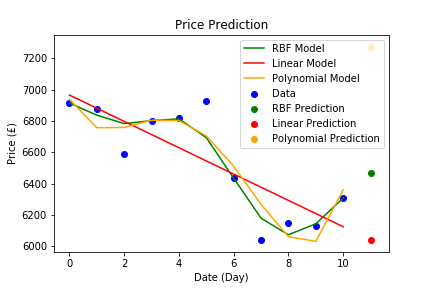 Price Prediction
RBF Model
Linear Model
Polynomial Model
Data
RBF Prediction
Linear Prediction
Polynomial Prediction
7200
7000
6800
6600
6400
6200
6000
Price (£)
0 2 4 6 8 10
Date (Day)